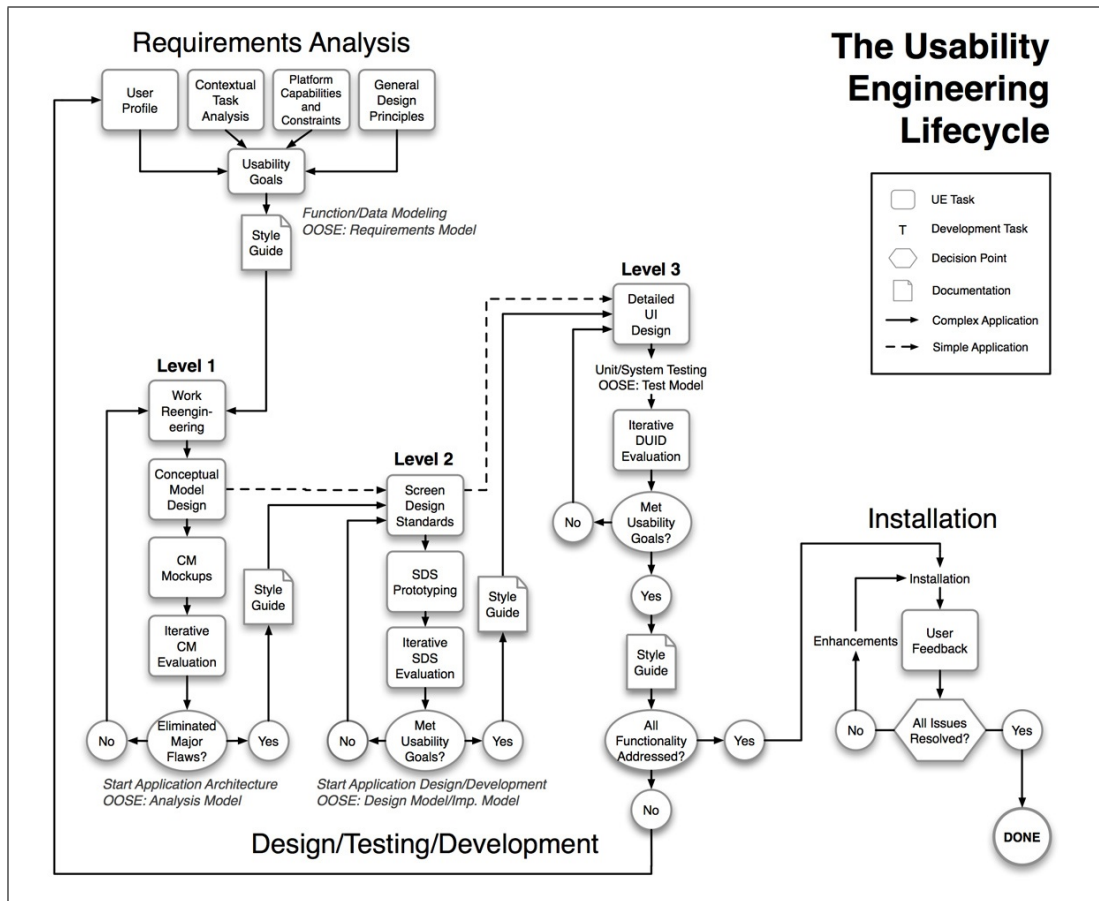 Requirements Analysis
The Usability
Engineering
Lifecycle
User
Profile
Contextual
Task
Analysis
Platform
Capabilities
and
Constraints
General
Design
Principles
Usability
Goals
Function/Data Modeling
OOSE: Requirements Model
Style
Guide
UE Task
T Development Task
Decision Point
Documentation
Complex Application
Simple Application
Level 1
Work
Reengin-
eering
Conceptual
Model
Design
CM
Mockups
Iterative
CM
Evaluation
Eliminated
Major
Flaws?
No
Yes
Style
Guide
Start Application Architecture
OOSE: Analysis Model
Level 2
Screen
Design
Standards
SDS
Prototyping
Iterative
SDS
Evaluation
Met
Usability
Goals?
No
Yes
Style
Guide
Start Application Design/Development
OOSE: Design Model/Imp. Model
Level 3
Detailed
UI
Design
Unit/System Testing
OOSE: Test Model
Iterative
DUID
Evaluation
Met
Usability
Goals?
No
Yes
Style
Guide
All
Functionality
Addressed?
Yes
No
Design/Testing/Development
Installation
Installation
Enhancements
User
Feedback
All Issues
Resolved?
No
Yes
DONE